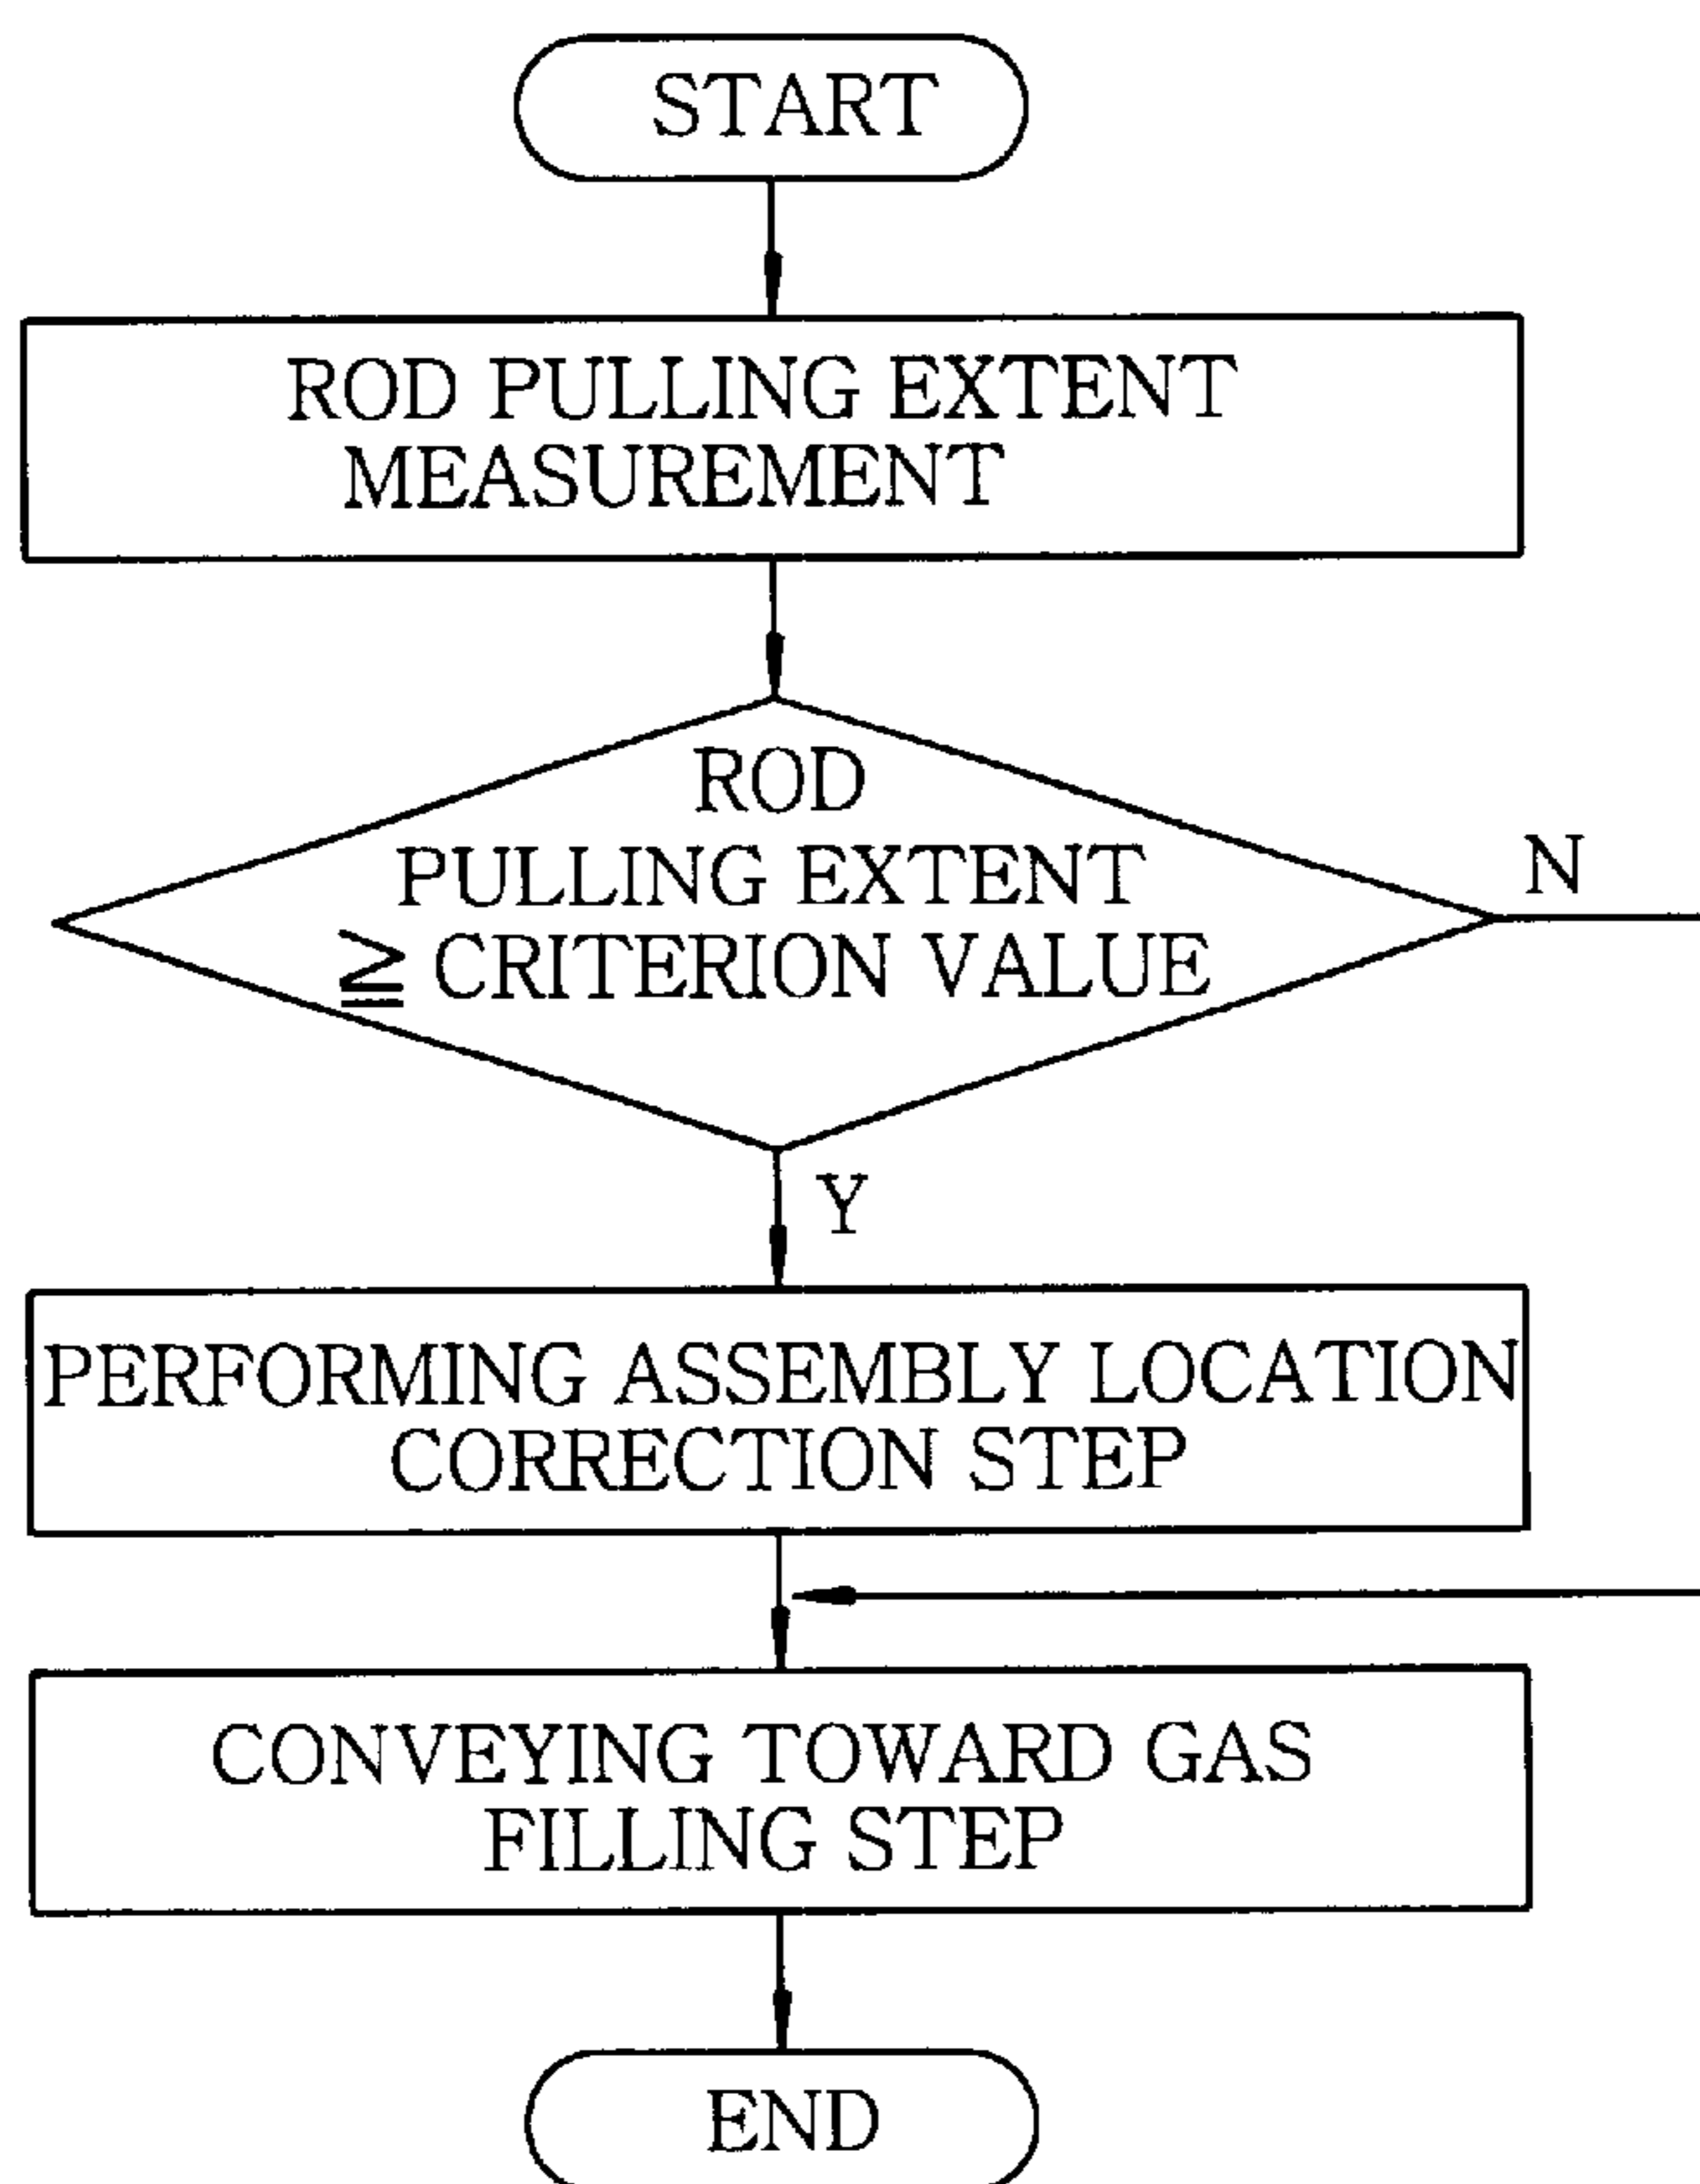 START
ROD PULLING EXTENT
MEASUREMENT
ROD
PULLING EXTENT
≧ CRITERION VALUE
N
Y
PERFORMING ASSEMBLY LOCATION
CORRECTION STEP
CONVEYING TOWARD GAS
FILLING STEP
END